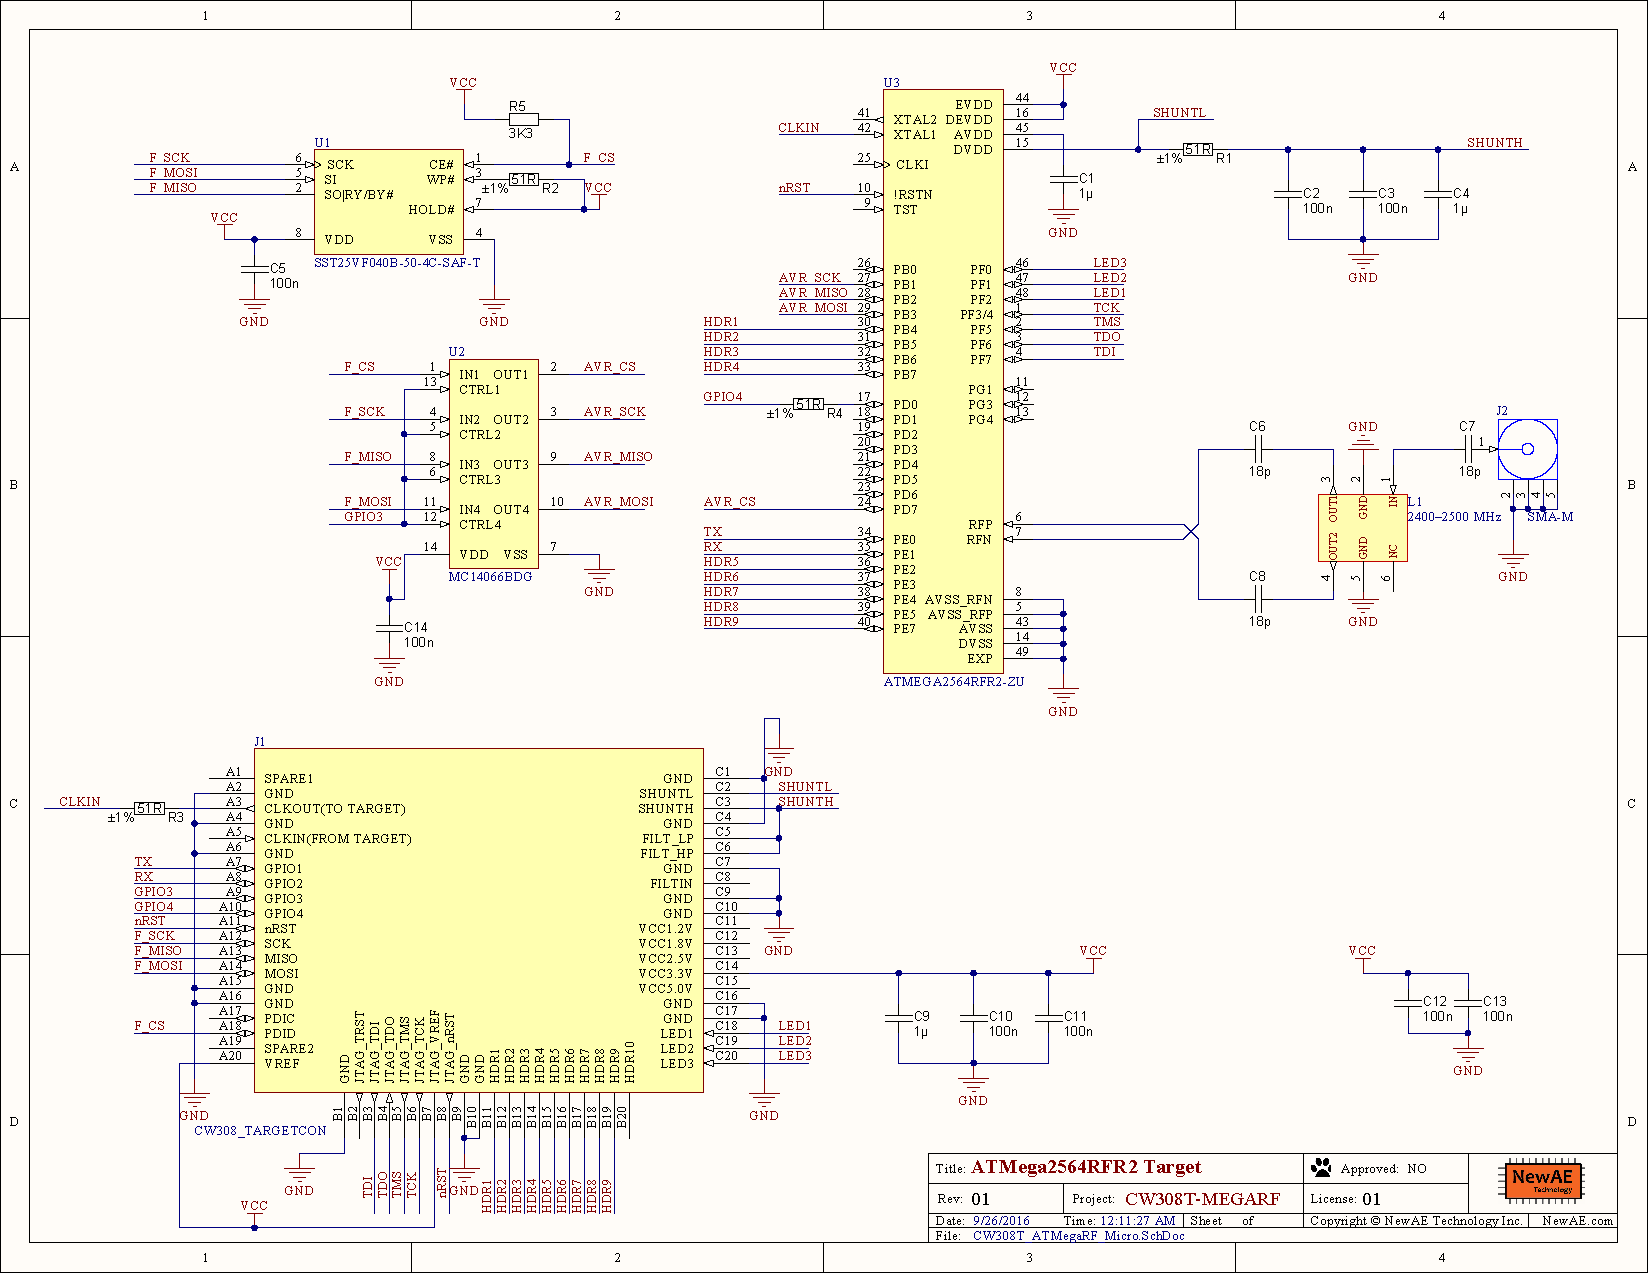 1 2 3 4
A
B
C
D
A
B
C
D
VCC
R5
3K3
U1
F_SCK 6 SCK CE# 1 F_CS
F_MOSI 5 SI WP# 3 ±1% 51R R2 VCC
F_MISO 2 SO|RY/BY#
HOLD# 7
VCC
8 VDD VSS 4
SST25VF040B-50-4C-SAF-T
C5
100n
GND GND
U2
F_CS 1 IN1 OUT1 2 AVR_CS
13 CTRL1
F_SCK 4 IN2 OUT2 3 AVR_SCK
5 CTRL2
F_MISO 8 IN3 OUT3 9 AVR_MISO
6 CTRL3
F_MOSI 11 IN4 OUT4 10 AVR_MOSI
GPIO3 12 CTRL4
14 VDD VSS 7
VCC
MC14066BDG
GND
C14
100n
GND
U3
VCC
EVDD 44
41 XTAL2 DEVDD 16
CLKIN 42 XTAL1 AVDD 45
DVDD 15
25 CLKI
nRST 10 !RSTN
9 TST
C1
1µ
GND
SHUNTL
±1% 51R R1
SHUNTH
C2
100n
C3
100n
C4
1µ
GND
26 PB0 PF0 46 LED3
AVR_SCK 27 PB1 PF1 47 LED2
AVR_MISO 28 PB2 PF2 48 LED1
AVR_MOSI 29 PB3 PF3/4 1 TCK
HDR1 30 PB4 PF5 2 TMS
HDR2 31 PB5 PF6 3 TDO
HDR3 32 PB6 PF7 4 TDI
HDR4 33 PB7
PG1 11
GPIO4 ±1% 51R R4 17 PD0 PG3 12
18 PD1 PG4 13
19 PD2
20 PD3
21 PD4
22 PD5
23 PD6
AVR_CS 24 PD7
RFP 6
TX 34 PE0 RFN 7
RX 35 PE1
HDR5 36 PE2
HDR6 37 PE3
HDR7 38 PE4 AVSS_RFN 8
HDR8 39 PE5 AVSS_RFP 5
HDR9 40 PE7 AVSS 43
DVSS 14
EXP 49
ATMEGA2564RFR2-ZU
GND
C6
18p
C8
18p
GND
3 2 1
OUT1 GND IN
OUT2 GND NC
4 5 6
GND
L1
2400–2500 MHz
C7
18p
J2
1
2 3 4 5
SMA-M
GND
J1
CLKIN ±1% 51R R3
A1 SPARE1
A2 GND
A3 CLKOUT(TO TARGET)
A4 GND
A5 CLKIN(FROM TARGET)
A6 GND
TX A7 GPIO1
RX A8 GPIO2
GPIO3 A9 GPIO3
GPIO4 A10 GPIO4
nRST A11 nRST
F_SCK A12 SCK
F_MISO A13 MISO
F_MOSI A14 MOSI
A15 GND
A16 GND
A17 PDIC
F_CS A18 PDID
A19 SPARE2
A20 VREF
GND
GND C1
SHUNTL C2 SHUNTL
SHUNTH C3 SHUNTH
GND C4
FILT_LP C5
FILT_HP C6
GND C7
FILTIN C8
GND C9
GND C10
VCC1.2V C11
VCC1.8V C12
VCC2.5V C13
VCC3.3V C14
VCC5.0V C15
GND C16
GND C17
LED1 C18 LED1
LED2 C19 LED2
LED3 C20 LED3
GND
GND
GND JTAG_TRST JTAG_TDI JTAG_TDO JTAG_TMS JTAG_TCK JTAG_VREF JTAG_nRST GND GND HDR1 HDR2 HDR3 HDR4 HDR5 HDR6 HDR7 HDR8 HDR9 HDR10
B1 B2 B3 B4 B5 B6 B7 B8 B9 B10 B11 B12 B13 B14 B15 B16 B17 B18 B19 B20
GND
CW308_TARGETCON
GND
TDI TDO TMS TCK nRST GND HDR1 HDR2 HDR3 HDR4 HDR5 HDR6 HDR7 HDR8 HDR9
VCC
VCC
C9
1µ
C10
100n
C11
100n
GND
VCC
C12
100n
C13
100n
GND
Title: ATMega2564RFR2 Target
Approved: NO
NewAE
Technology
Rev: 01 Project: CW308T-MEGARF License: 01
Date: 9/26/2016 Time: 12:11:27 AM Sheet of Copyright © NewAE Technology Inc. NewAE.com
File: CW308T_ATMegaRF_Micro.SchDoc
1 2 3 4